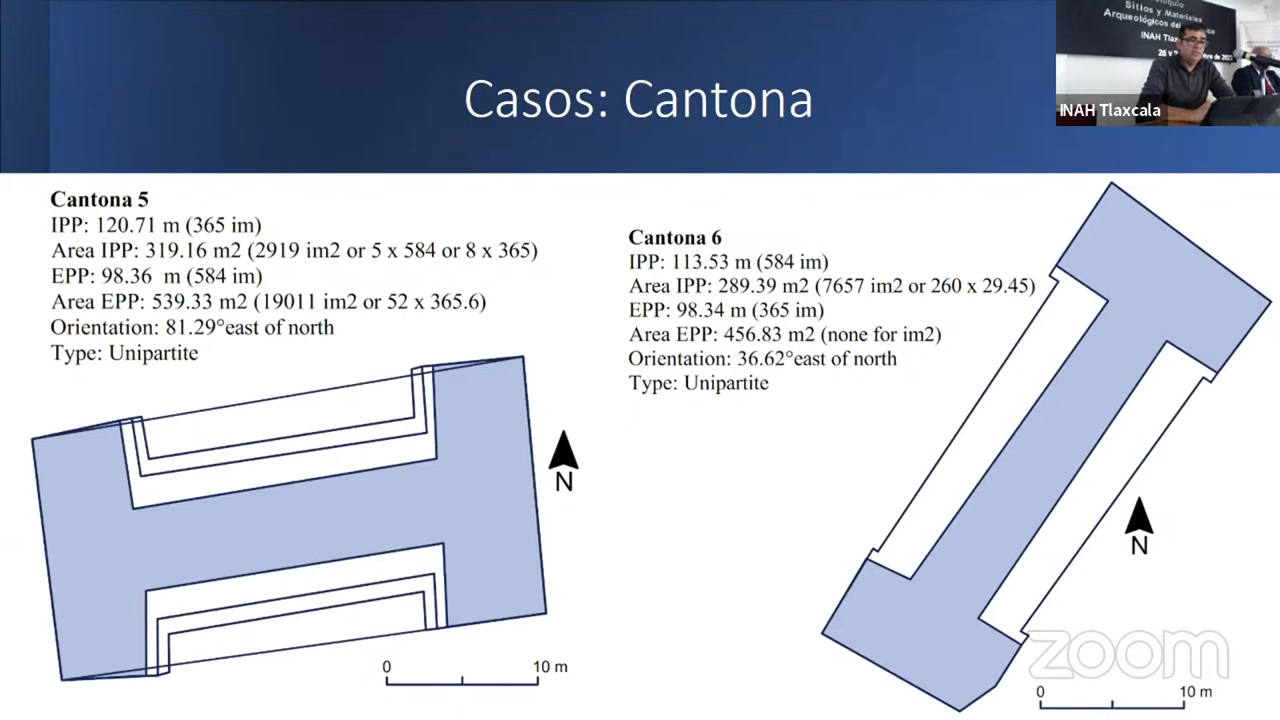 Casos: Cantona
Sitios y Materiales
INAH Tlaxcala
Cantona 5
IPP: 120.71 m (365 im)
Area IPP: 319.16 m2 (2919 im2 or 5 x 584 or 8 x 365)
EPP: 98.36 m (584 im)
Area EPP: 539.33 m2 (19011 im2 or 52 x 365.6)
Orientation: 81.29°east of north
Type: Unipartite
N
0 10 m
Cantona 6
IPP: 113.53 m (584 im)
Area IPP: 289.39 m2 (7657 im2 or 260 x 29.45)
EPP: 98.34 m (365 im)
Area EPP: 456.83 m2 (none for im2)
Orientation: 36.62°east of north
Type: Unipartite
N
zoom
0 10 m